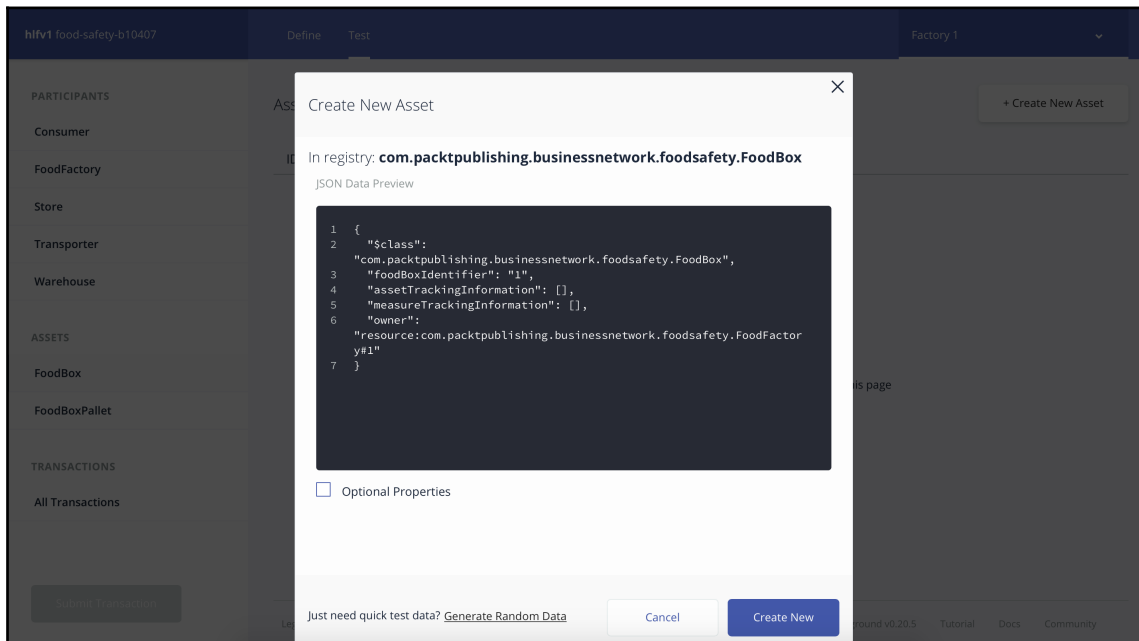 hlfv1 food-safety-b10407
Define
Test
Factory 1
PARTICIPANTS
Consumer
FoodFactory
Store
Transporter
Warehouse
ASSETS
FoodBox
FoodBoxPallet
TRANSACTIONS
All Transactions
Submit Transaction
+ Create New Asset
Create New Asset
In registry: com.packtpublishing.businessnetwork.foodsafety.FoodBox
JSON Data Preview
1 {
2 "$class":
"com.packtpublishing.businessnetwork.foodsafety.FoodBox",
3 "foodBoxIdentifier": "1",
4 "assetTrackingInformation": [],
5 "measureTrackingInformation": [],
6 "owner":
"resource:com.packtpublishing.businessnetwork.foodsafety.FoodFactor
y#1"
7 }
Optional Properties
Just need quick test data? Generate Random Data
Cancel
Create New
page
v0.20.5
Tutorial
Docs
Community